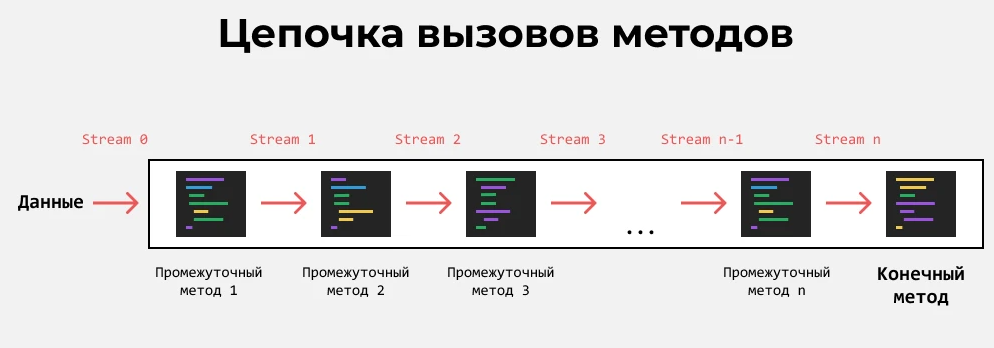 Цепочка вызовов методов
Stream 0 Stream 1 Stream 2 Stream 3 Stream n-1 Stream n
Данные
...
Промежуточный Промежуточный Промежуточный Промежуточный Конечный
метод 1 метод 2 метод 3 метод n метод